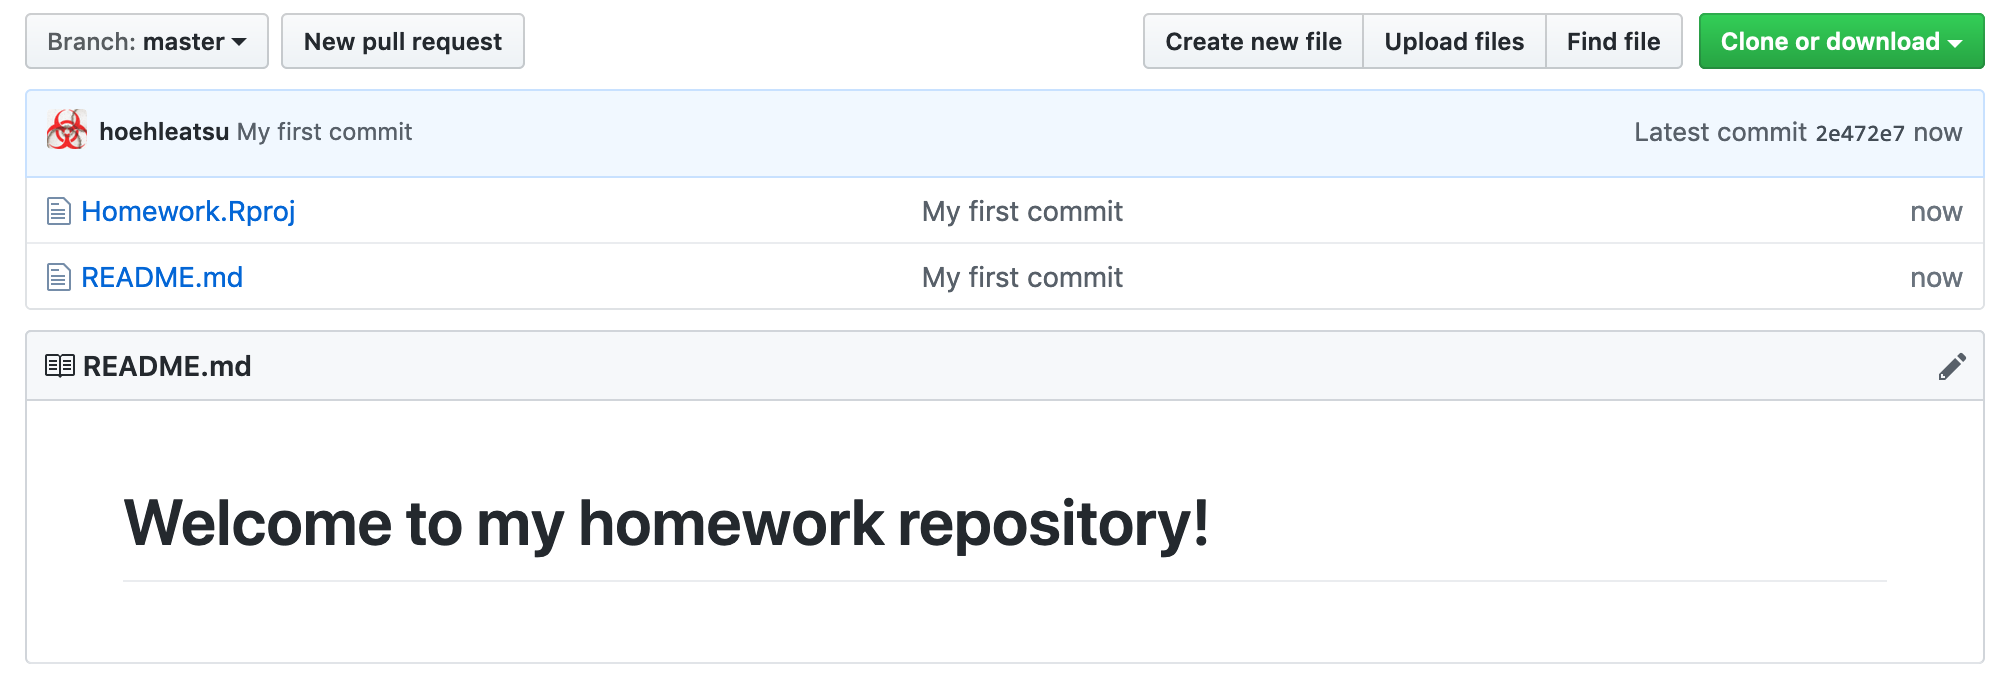 Branch: master New pull request Create new file Upload files Find file Clone or download
hoehleatsu My first commit Latest commit 2e472e7 now
Homework.Rproj My first commit now
README.md My first commit now
README.md
Welcome to my homework repository!